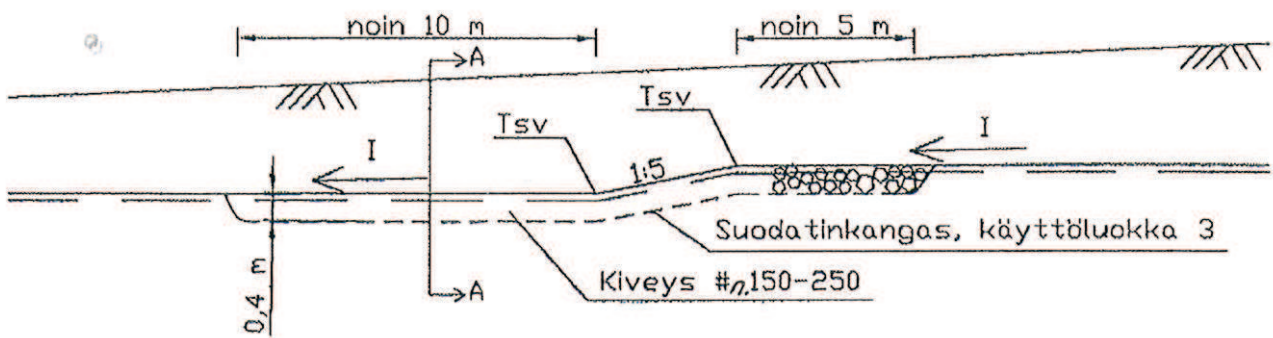 noin 10 m
noin 5 m
A
Tsv
Tsv
I
I
1:5
Suodatinkangas, käyttöluokka 3
Kiveys #n.150-250
0,4 m
A